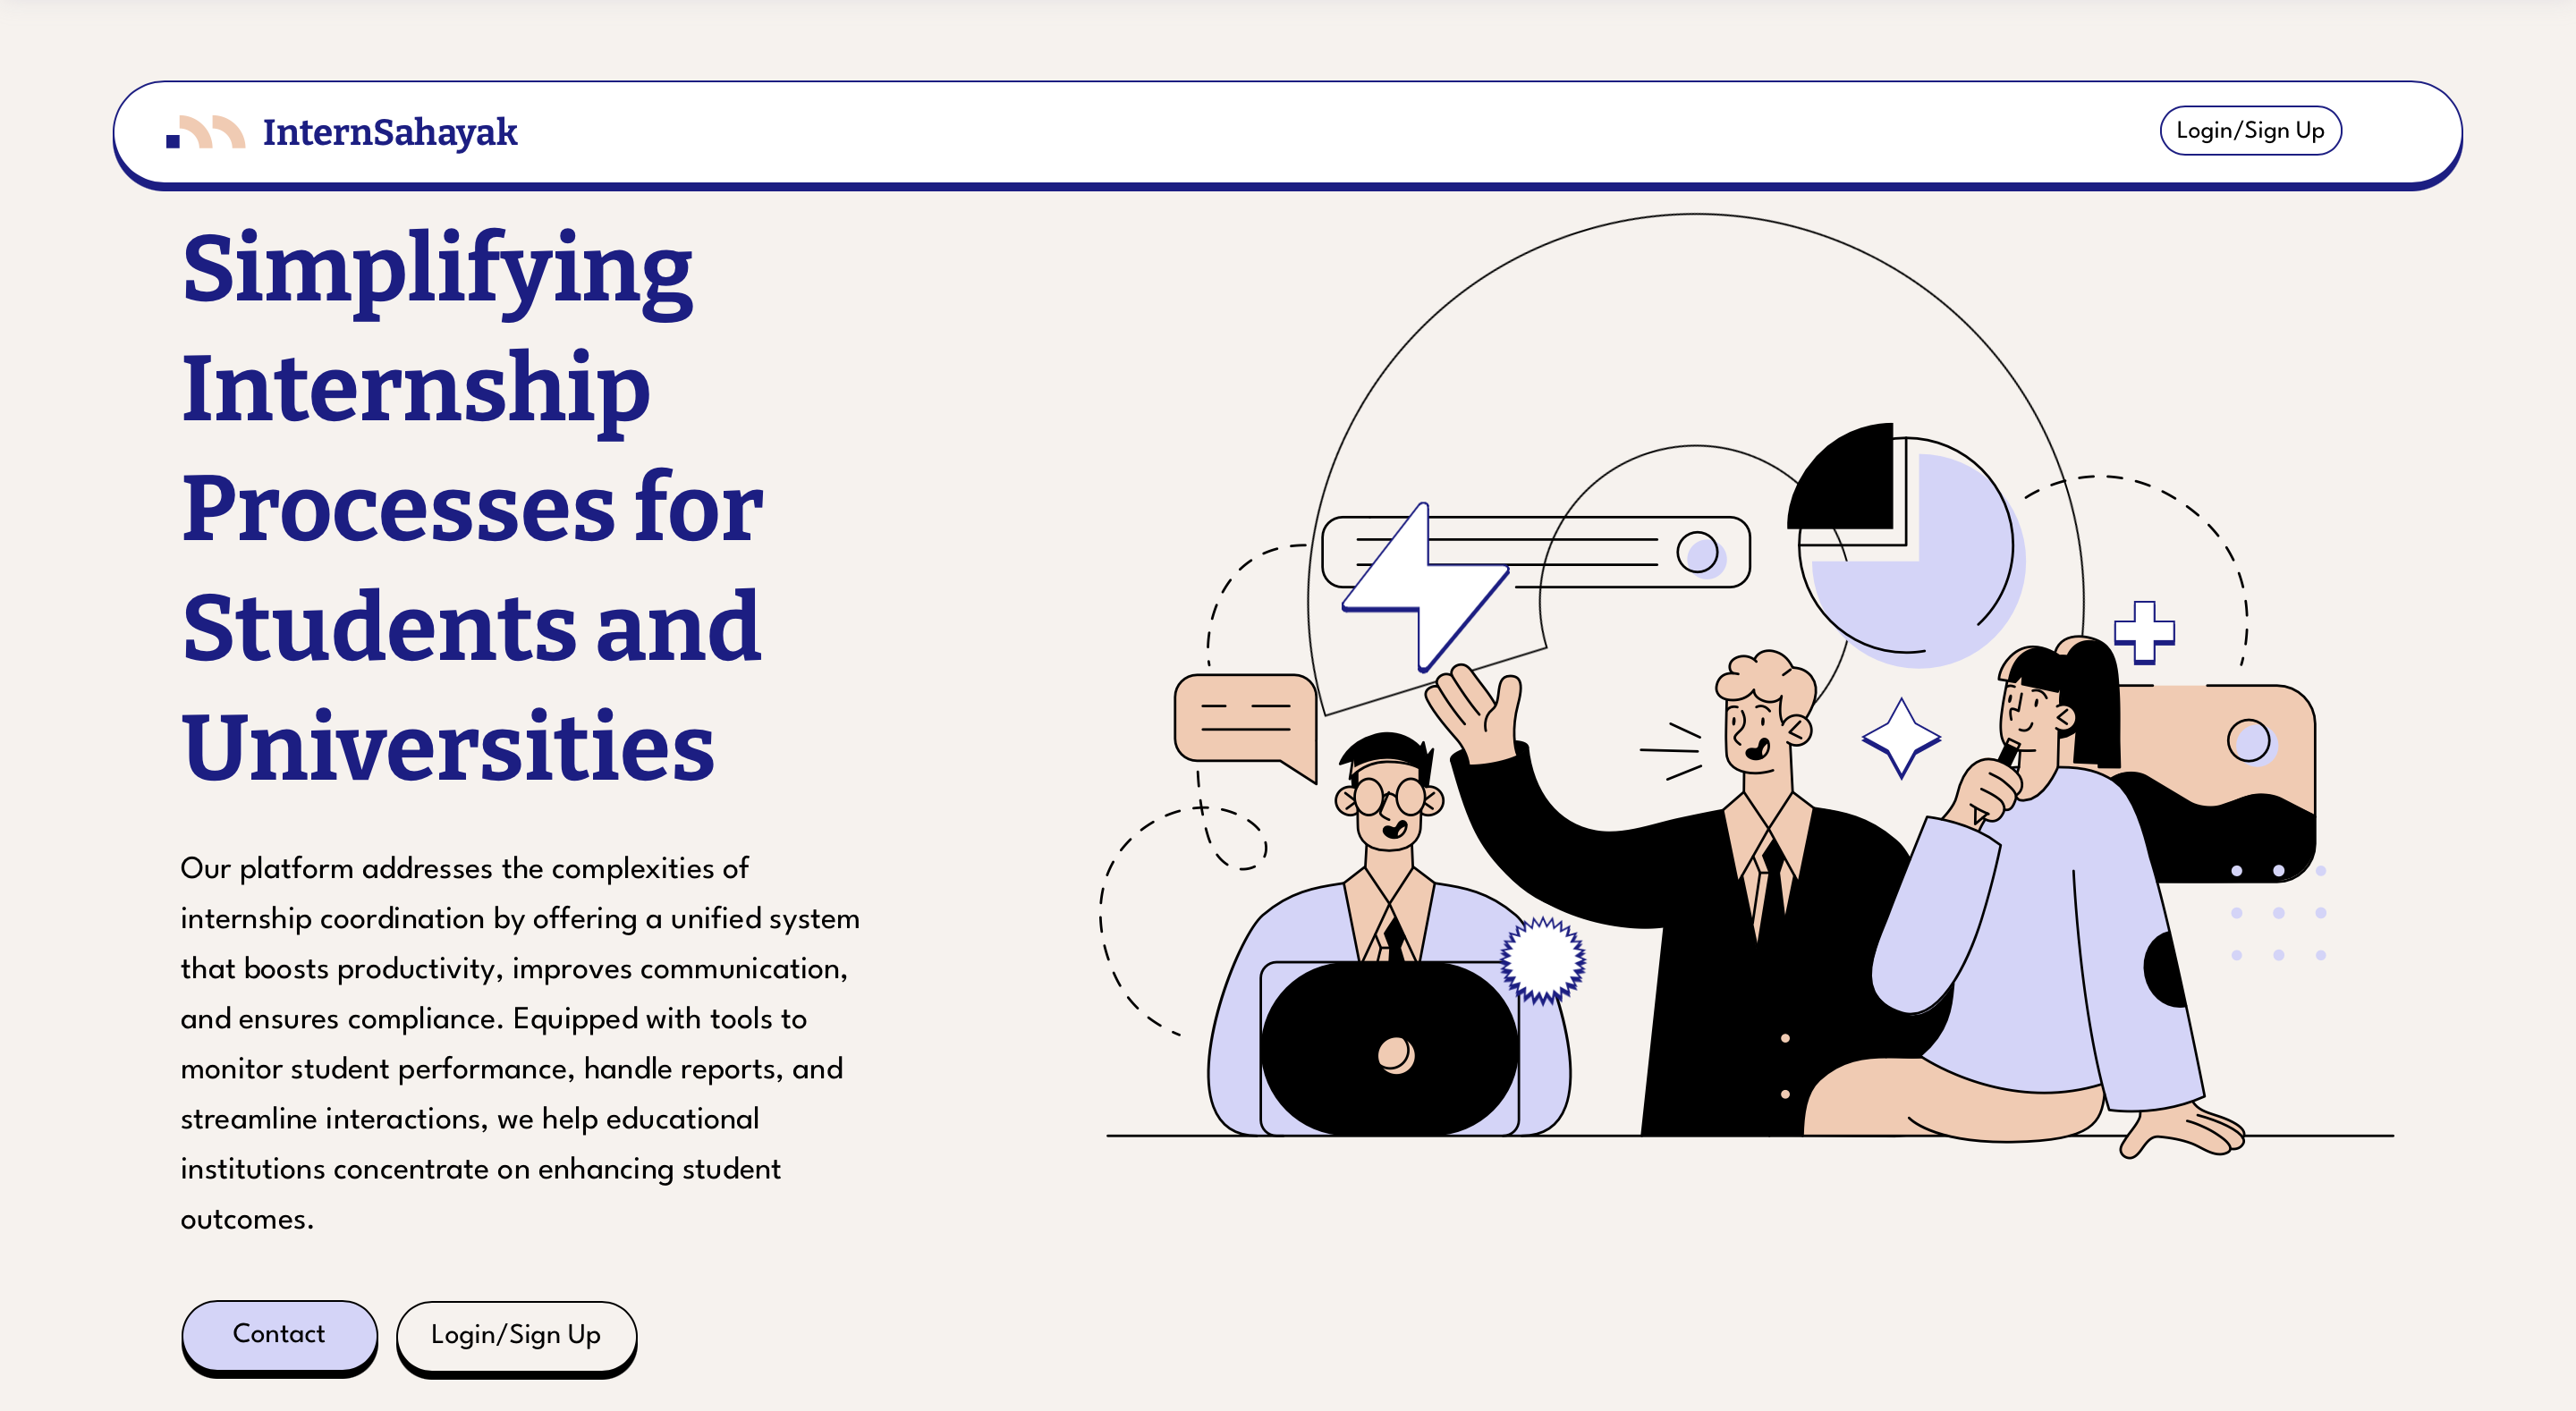 InternSahayak
Login/Sign Up
Simplifying
Internship
Processes for
Students and
Universities
Our platform addresses the complexities of
internship coordination by offering a unified system
that boosts productivity, improves communication,
and ensures compliance. Equipped with tools to
monitor student performance, handle reports, and
streamline interactions, we help educational
institutions concentrate on enhancing student
outcomes.
Contact
Login/Sign Up